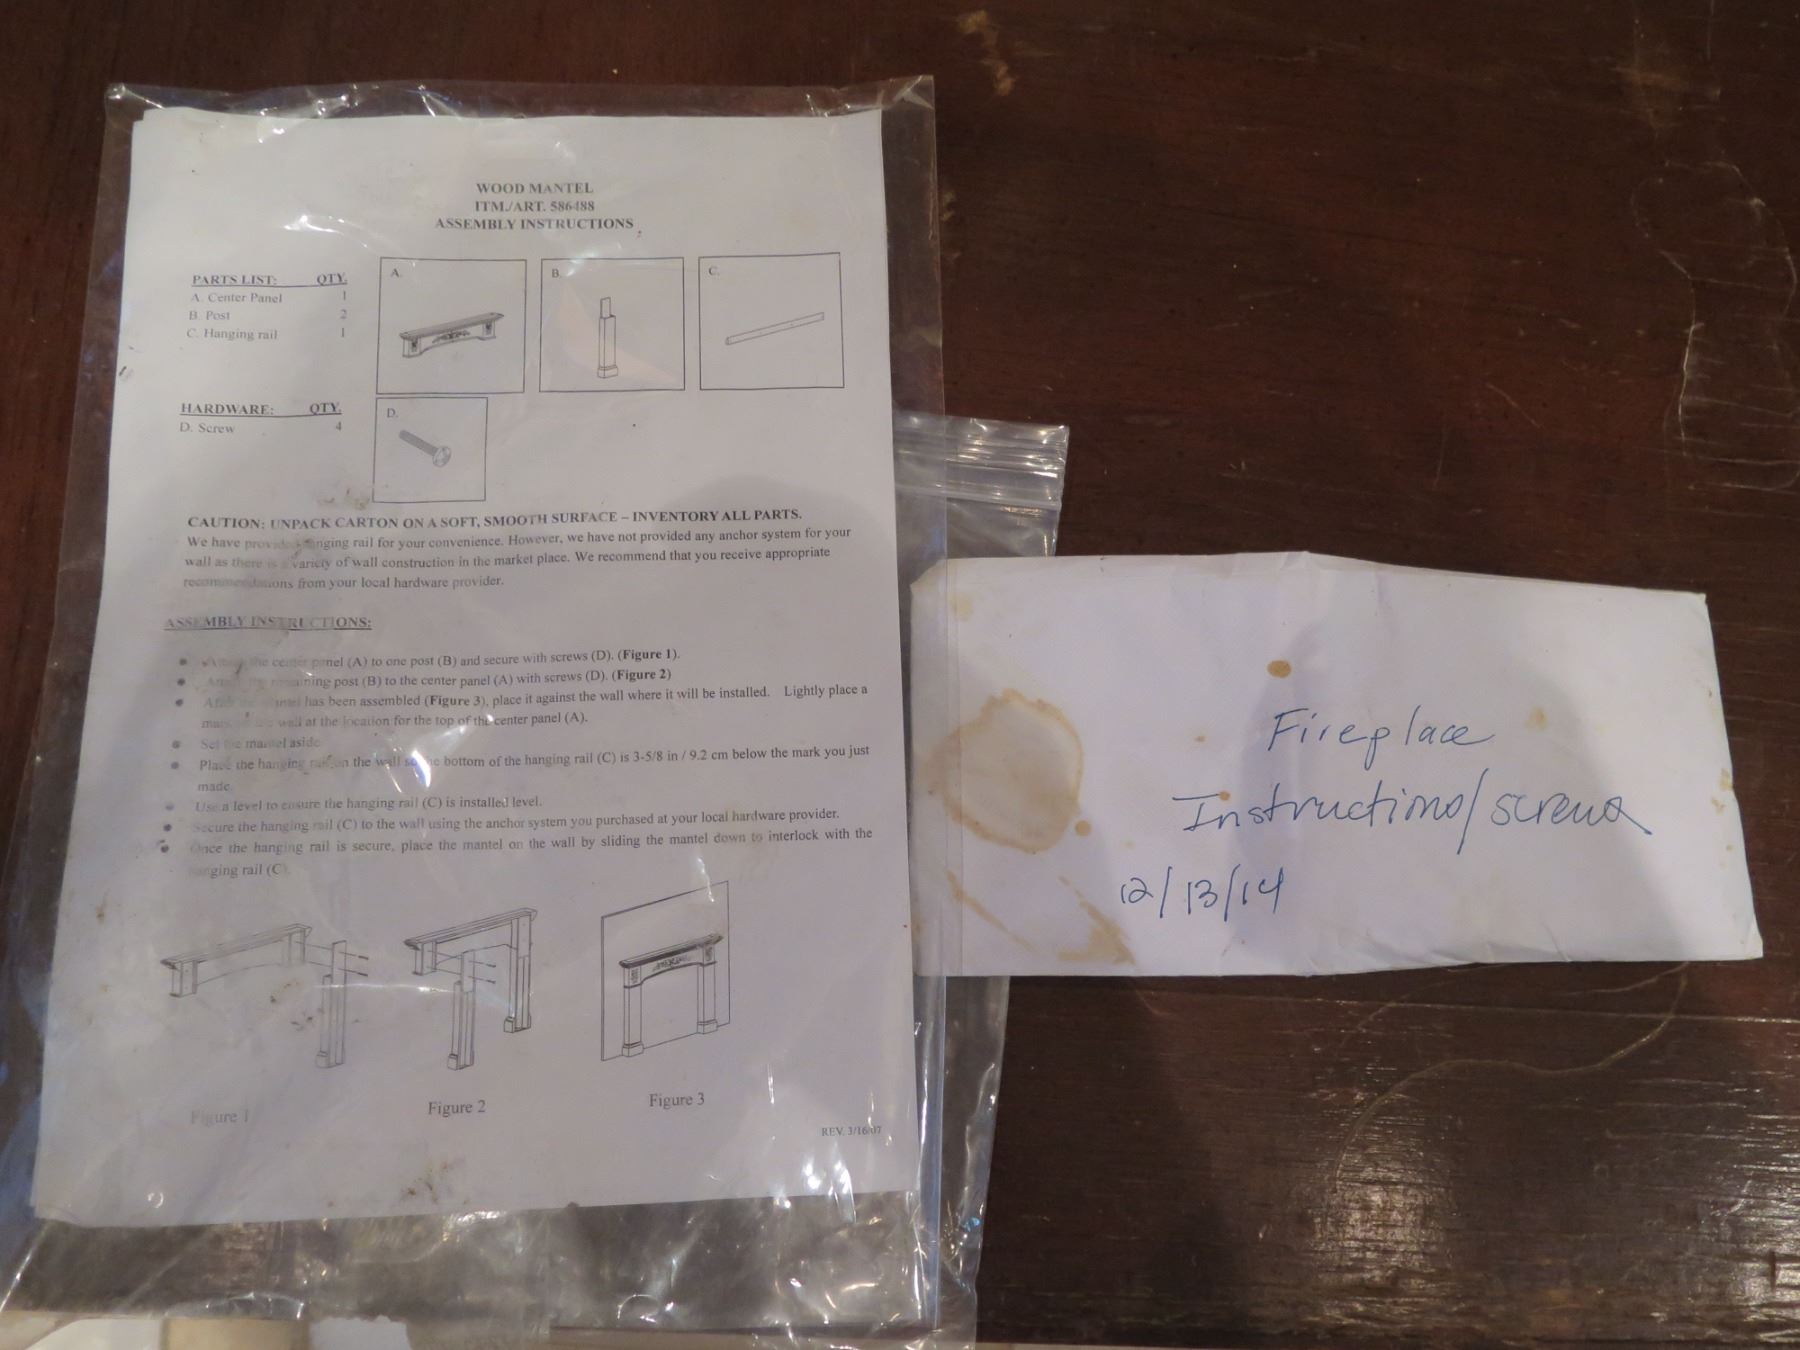 WOOD MANTEL
ITM./ART. 586488
ASSEMBLY INSTRUCTIONS
PARTS LIST: QTY.
A. Center Panel 1
B. Post 2
C. Hanging rail 1
A.
B.
C.
HARDWARE: QTY.
D. Screw 4
D.
CAUTION: UNPACK CARTON ON A SOFT, SMOOTH SURFACE – INVENTORY ALL PARTS.
We have provided hanging rail for your convenience. However, we have not provided any anchor system for your
wall as there is a variety of wall construction in the market place. We recommend that you receive appropriate
recommendations from your local hardware provider.
ASSEMBLY INSTRUCTIONS:
• the center panel (A) to one post (B) and secure with screws (D). (Figure 1).
• remaining post (B) to the center panel (A) with screws (D). (Figure 2)
• After the mantel has been assembled (Figure 3), place it against the wall where it will be installed. Lightly place a
mark wall at the location for the top of the center panel (A).
• Set the mantel aside
• Place the hanging rail on the wall so the bottom of the hanging rail (C) is 3-5/8 in / 9.2 cm below the mark you just
made.
• Use a level to ensure the hanging rail (C) is installed level.
• Secure the hanging rail (C) to the wall using the anchor system you purchased at your local hardware provider.
• Once the hanging rail is secure, place the mantel on the wall by sliding the mantel down to interlock with the
hanging rail (C).
Figure 1
Figure 2
Figure 3
REV. 3/16/07
Fireplace
Instructions/screws
12/13/14